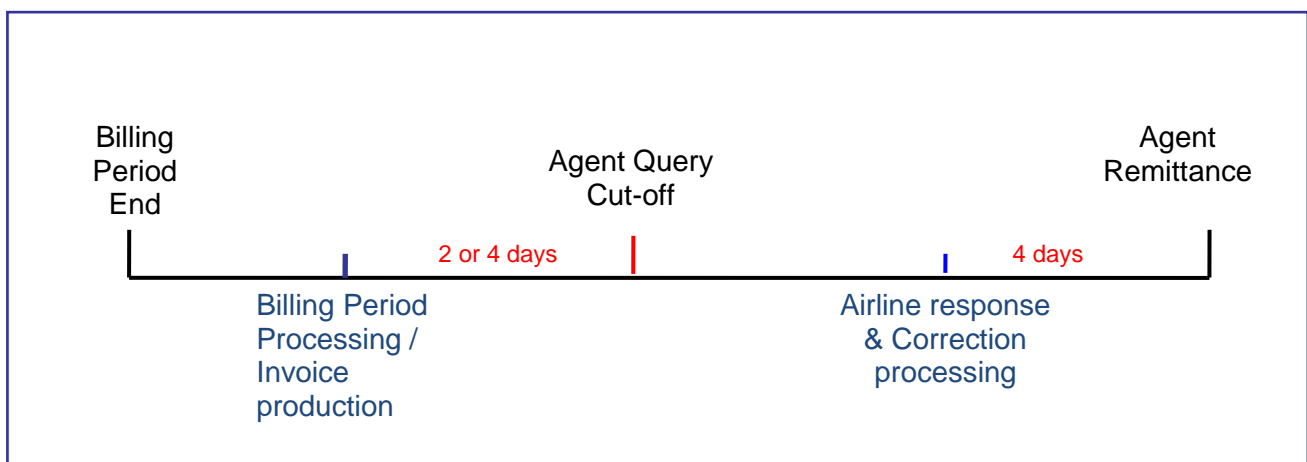 Billing
Period
End
Agent Query
Cut-off
Agent
Remittance
2 or 4 days
4 days
Billing Period
Processing /
Invoice
production
Airline response
& Correction
processing